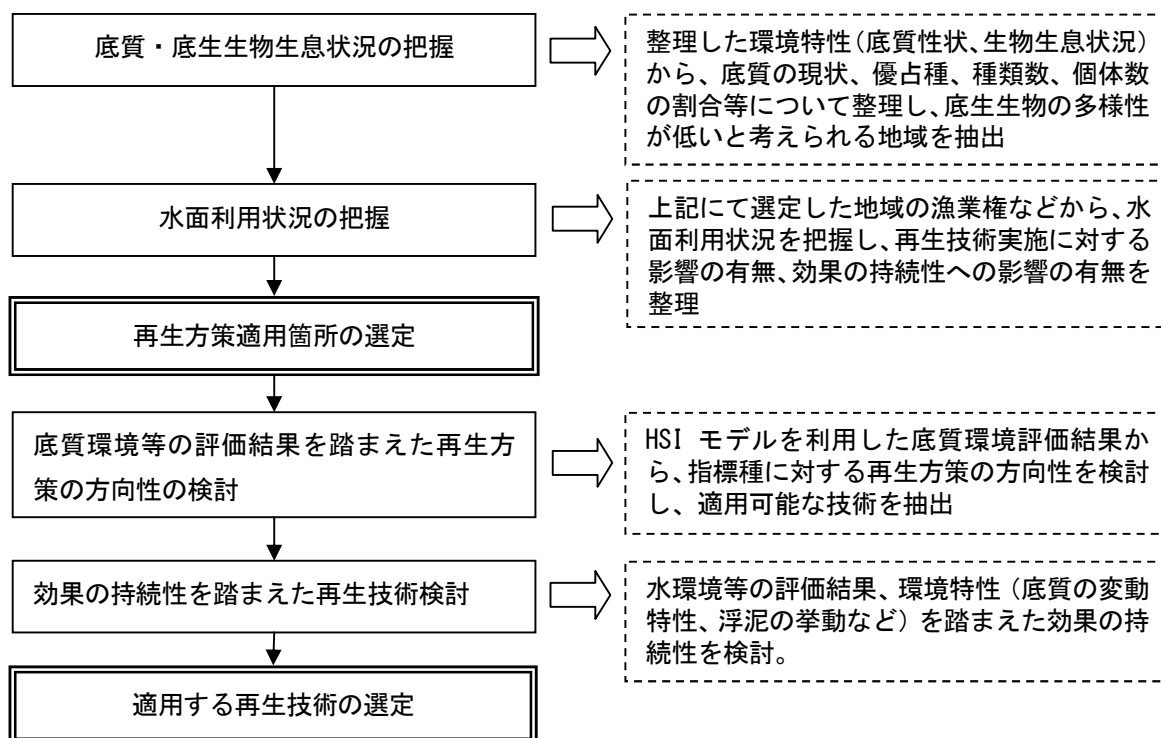 底質・底生生物生息状況の把握
整理した環境特性（底質性状、生物生息状況）
から、底質の現状、優占種、種類数、個体数
の割合等について整理し、底生生物の多様性
が低いと考えられる地域を抽出
水面利用状況の把握
上記にて選定した地域の漁業権などから、水
面利用状況を把握し、再生技術実施に対する
影響の有無、効果の持続性への影響の有無を
整理
再生方策適用箇所の選定
底質環境等の評価結果を踏まえた再生方
策の方向性の検討
HSI モデルを利用した底質環境評価結果か
ら、指標種に対する再生方策の方向性を検討
し、適用可能な技術を抽出
効果の持続性を踏まえた再生技術検討
水環境等の評価結果、環境特性（底質の変動
特性、浮泥の挙動など）を踏まえた効果の持
続性を検討。
適用する再生技術の選定